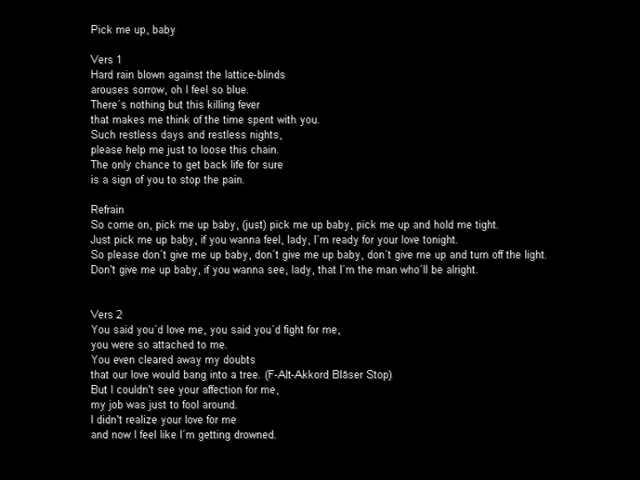 Pick me up, baby
Vers 1
Hard rain blown against the lattice-blinds
arouses sorrow, oh I feel so blue.
There´s nothing but this killing fever
that makes me think of the time spent with you.
Such restless days and restless nights,
please help me just to loose this chain.
The only chance to get back life for sure
is a sign of you to stop the pain.
Refrain
So come on, pick me up baby, (just) pick me up baby, pick me up and hold me tight.
Just pick me up baby, if you wanna feel, lady, I´m ready for your love tonight.
So please don´t give me up baby, don´t give me up baby, don´t give me up and turn off the light.
Don't give me up baby, if you wanna see, lady, that I´m the man who´ll be alright.
Vers 2
You said you´d love me, you said you´d fight for me,
you were so attached to me.
You even cleared away my doubts
that our love would bang into a tree. (F-Alt-Akkord Bläser Stop)
But I couldn't see your affection for me,
my job was just to fool around.
I didn't realize your love for me
and now I feel like I´m getting drowned.